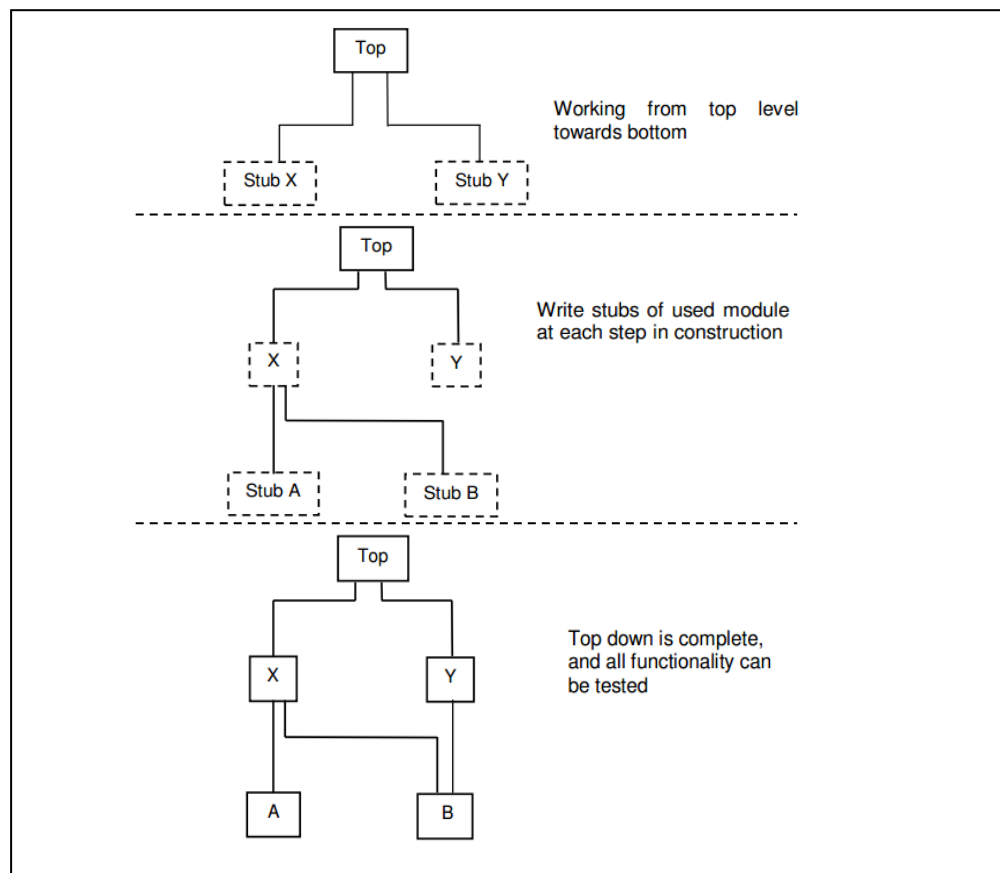 Top
Working from top level
towards bottom
Stub X
Stub Y
Top
Write stubs of used module
at each step in construction
X
Y
Stub A
Stub B
Top
Top down is complete,
and all functionality can
be tested
X
Y
A
B